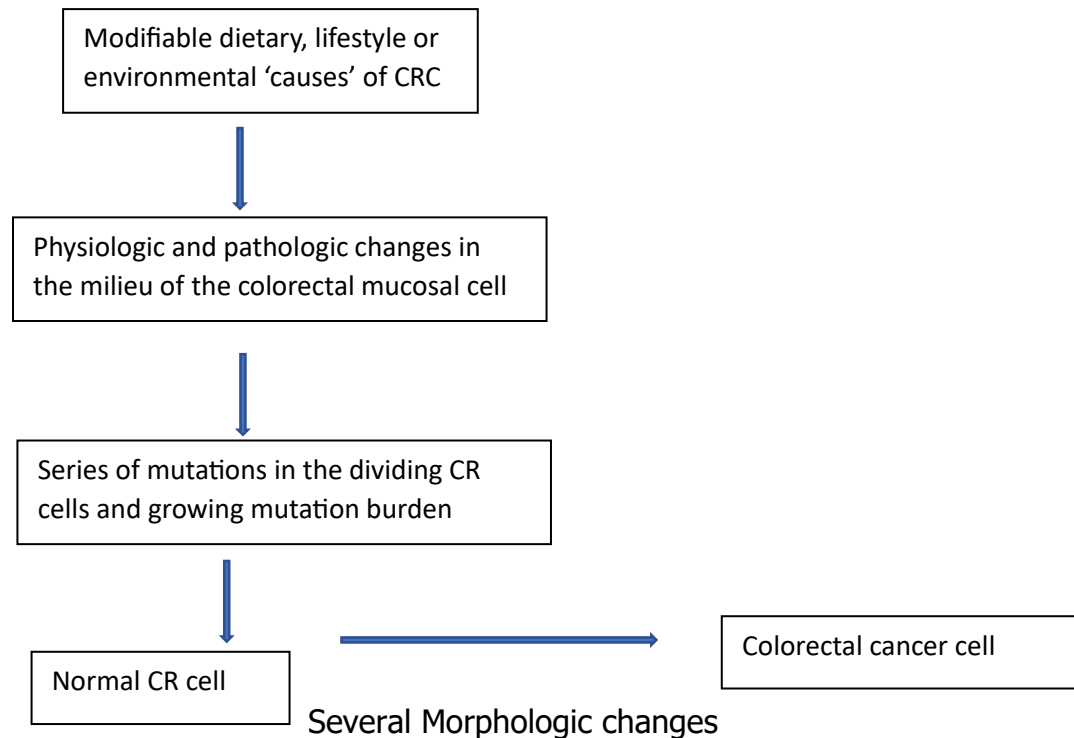 Modifiable dietary, lifestyle or
environmental ‘causes’ of CRC
Physiologic and pathologic changes in
the milieu of the colorectal mucosal cell
Series of mutations in the dividing CR
cells and growing mutation burden
Normal CR cell
Colorectal cancer cell
Several Morphologic changes